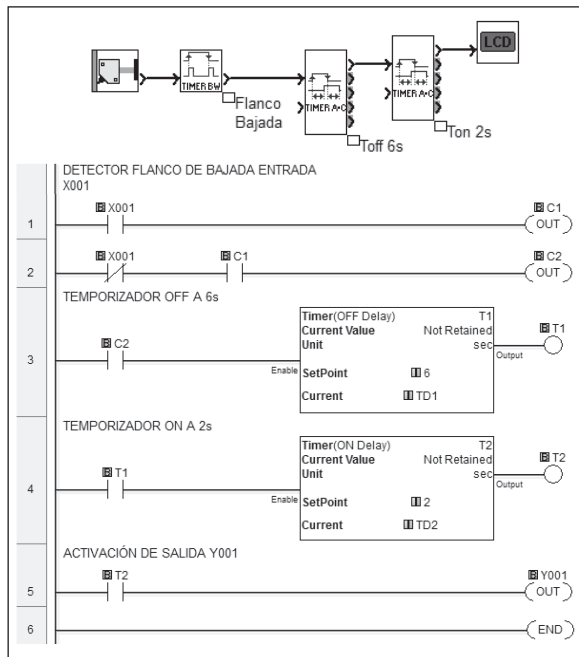 LCD
TIMER BW
Flanco
Bajada
TIMER A•C
Toff 6s
TIMER A•C
Ton 2s
DETECTOR FLANCO DE BAJADA ENTRADA
X001
B X001
B C1
1
OUT
B X001
B C1
B C2
2
OUT
TEMPORIZADOR OFF A 6s
Timer(OFF Delay) T1
Current Value Not Retained
Unit sec
B C2
B T1
3
Enable
Output
SetPoint 6
Current TD1
TEMPORIZADOR ON A 2s
Timer(ON Delay) T2
Current Value Not Retained
Unit sec
B T1
B T2
4
Enable
Output
SetPoint 2
Current TD2
ACTIVACIÓN DE SALIDA Y001
B T2
B Y001
5
OUT
6
END